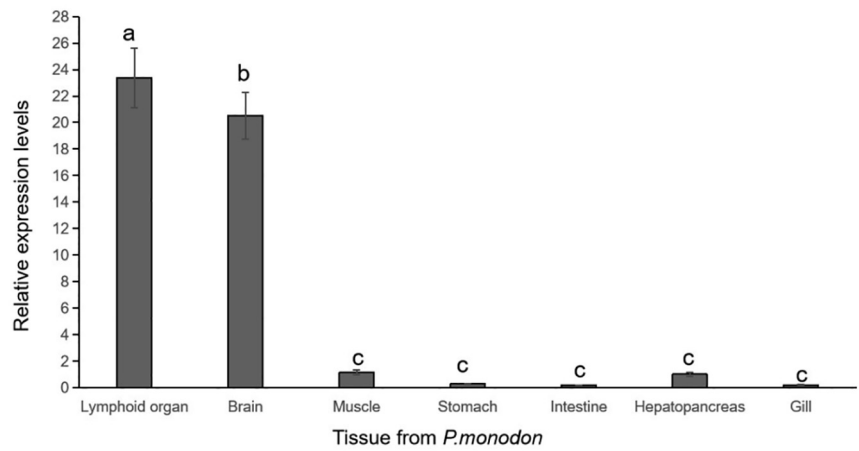 Relative expression levels
28
26
24
22
20
18
16
14
12
10
8
6
4
2
0
a
b
c
c
c
c
c
Lymphoid organ Brain Muscle Stomach Intestine Hepatopancreas Gill
Tissue from P.monodon